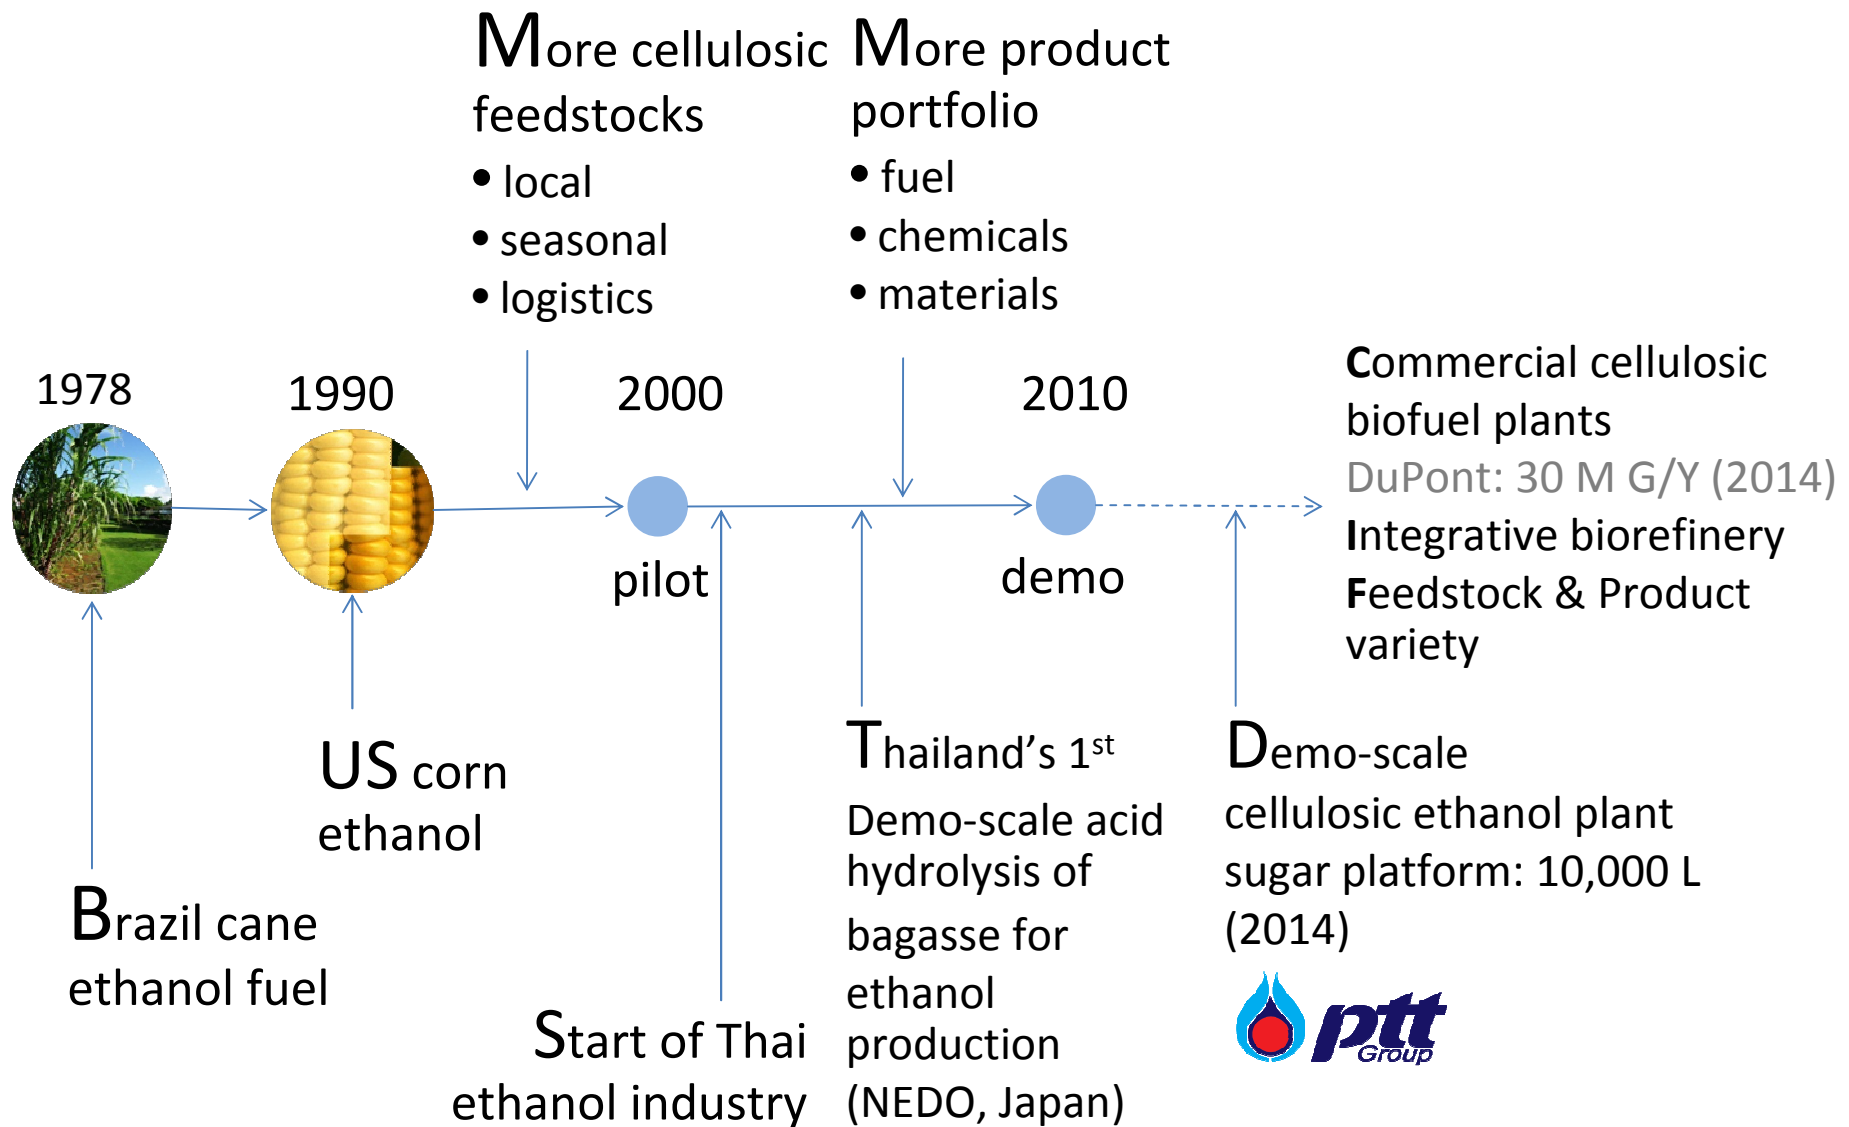 More cellulosic
feedstocks
• local
• seasonal
• logistics
More product
portfolio
• fuel
• chemicals
• materials
1978
1990
2000
2010
pilot
demo
Commercial cellulosic
biofuel plants
DuPont: 30 M G/Y (2014)
Integrative biorefinery
Feedstock & Product
variety
Brazil cane
ethanol fuel
US corn
ethanol
Start of Thai
ethanol industry
Thailand’s 1st
Demo-scale acid
hydrolysis of
bagasse for
ethanol
production
(NEDO, Japan)
Demo-scale
cellulosic ethanol plant
sugar platform: 10,000 L
(2014)
ptt
Group